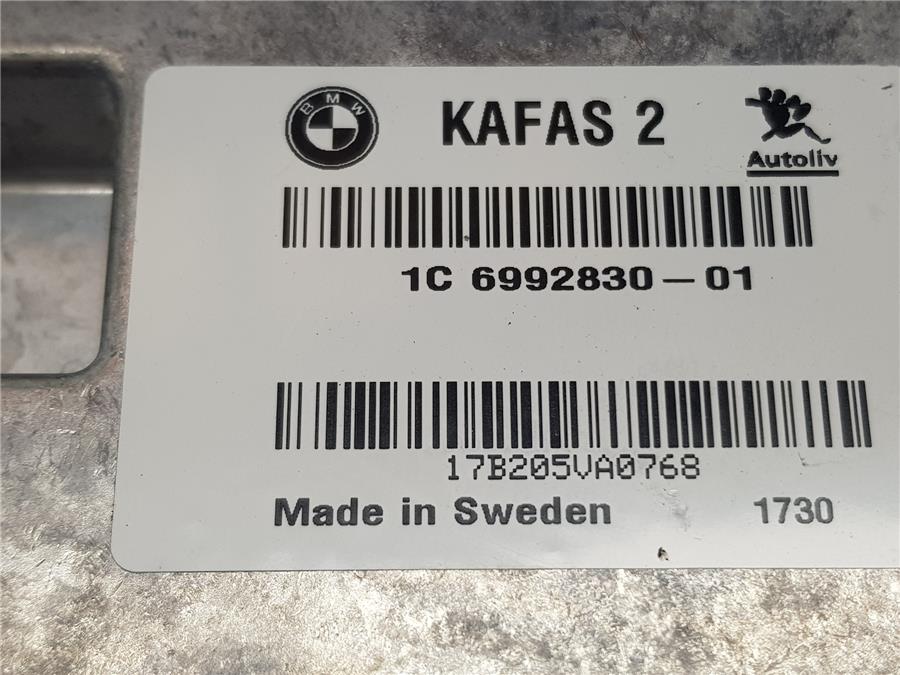 BMW KAFAS 2 Autoliv
1C 6992830-01
17B205VA0768
Made in Sweden 1730